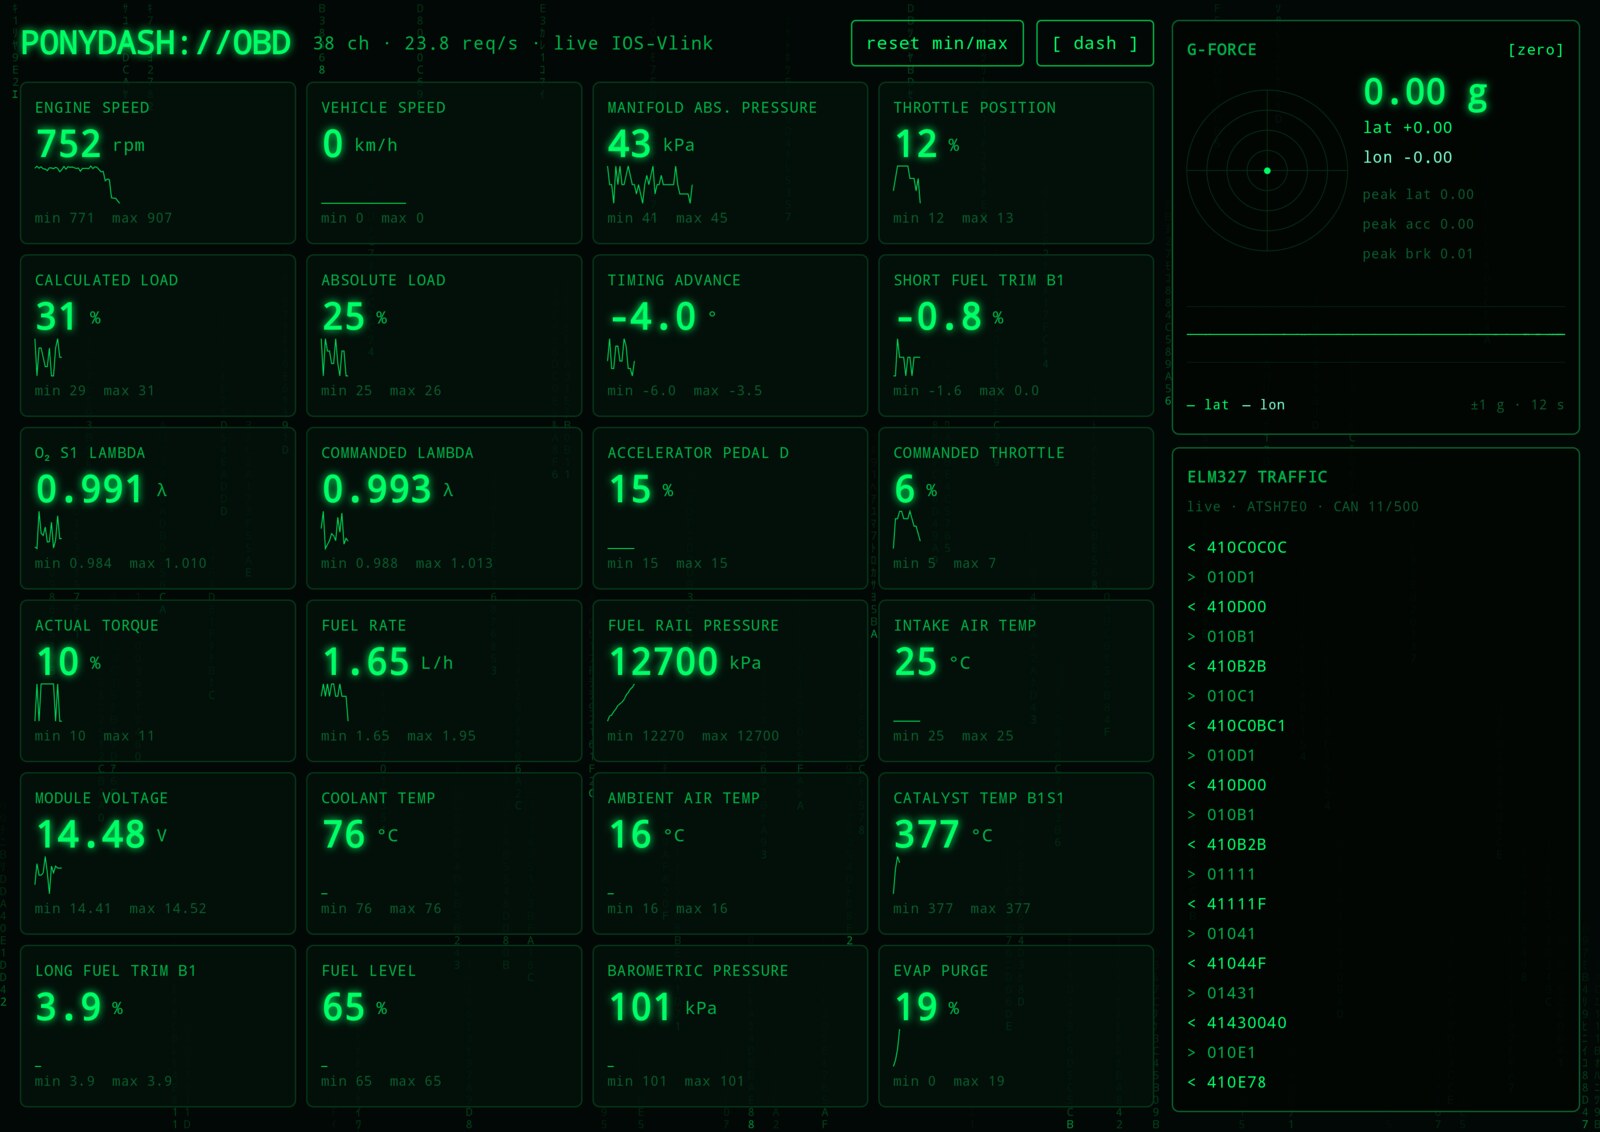 PONYDASH://OBD
38 ch · 23.8 req/s · live IOS-Vlink
reset min/max
[ dash ]
ENGINE SPEED
752 rpm
min 771 max 907
VEHICLE SPEED
0 km/h
min 0 max 0
MANIFOLD ABS. PRESSURE
43 kPa
min 41 max 45
THROTTLE POSITION
12 %
min 12 max 13
CALCULATED LOAD
31 %
min 29 max 31
ABSOLUTE LOAD
25 %
min 25 max 26
TIMING ADVANCE
-4.0 °
min -6.0 max -3.5
SHORT FUEL TRIM B1
-0.8 %
min -1.6 max 0.0
O₂ S1 LAMBDA
0.991 λ
min 0.984 max 1.010
COMMANDED LAMBDA
0.993 λ
min 0.988 max 1.013
ACCELERATOR PEDAL D
15 %
min 15 max 15
COMMANDED THROTTLE
6 %
min 5 max 7
ACTUAL TORQUE
10 %
min 10 max 11
FUEL RATE
1.65 L/h
min 1.65 max 1.95
FUEL RAIL PRESSURE
12700 kPa
min 12270 max 12700
INTAKE AIR TEMP
25 °C
min 25 max 25
MODULE VOLTAGE
14.48 V
min 14.41 max 14.52
COOLANT TEMP
76 °C
min 76 max 76
AMBIENT AIR TEMP
16 °C
min 16 max 16
CATALYST TEMP B1S1
377 °C
min 377 max 377
LONG FUEL TRIM B1
3.9 %
min 3.9 max 3.9
FUEL LEVEL
65 %
min 65 max 65
BAROMETRIC PRESSURE
101 kPa
min 101 max 101
EVAP PURGE
19 %
min 0 max 19
G-FORCE
[zero]
0.00 g
lat +0.00
lon -0.00
peak lat 0.00
peak acc 0.00
peak brk 0.01
— lat — lon
±1 g · 12 s
ELM327 TRAFFIC
live · ATSH7E0 · CAN 11/500
< 410C0C0C
> 010D1
< 410D00
> 010B1
< 410B2B
> 010C1
< 410C0BC1
> 010D1
< 410D00
> 010B1
< 410B2B
> 01111
< 41111F
> 01041
< 41044F
> 01431
< 41430040
> 010E1
< 410E78